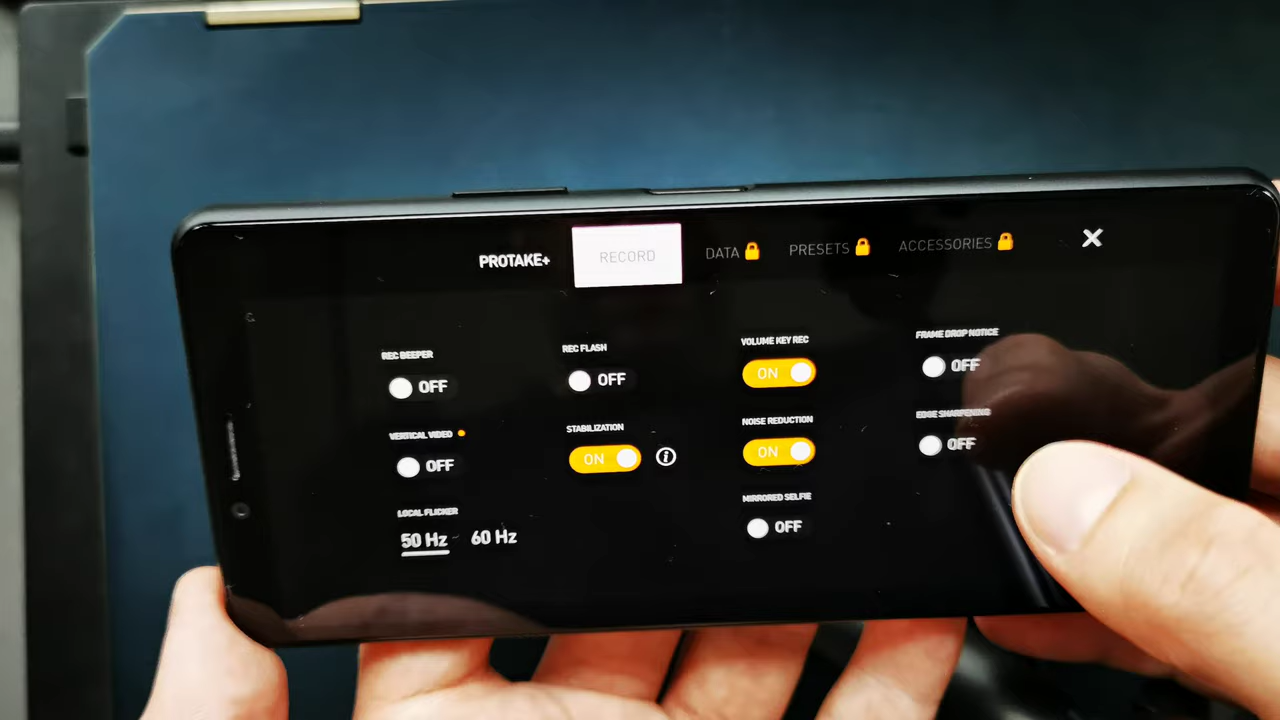 PROTAKE+ RECORD DATA PRESETS ACCESSORIES
REC BEEPER REC FLASH VOLUME KEY REC FRAME DROP NOTICE
OFF OFF ON OFF
VERTICAL VIDEO STABILIZATION NOISE REDUCTION EDGE SHARPENING
OFF ON ON OFF
LOCAL FLICKER MIRRORED SELFIE
50 Hz 60 Hz OFF